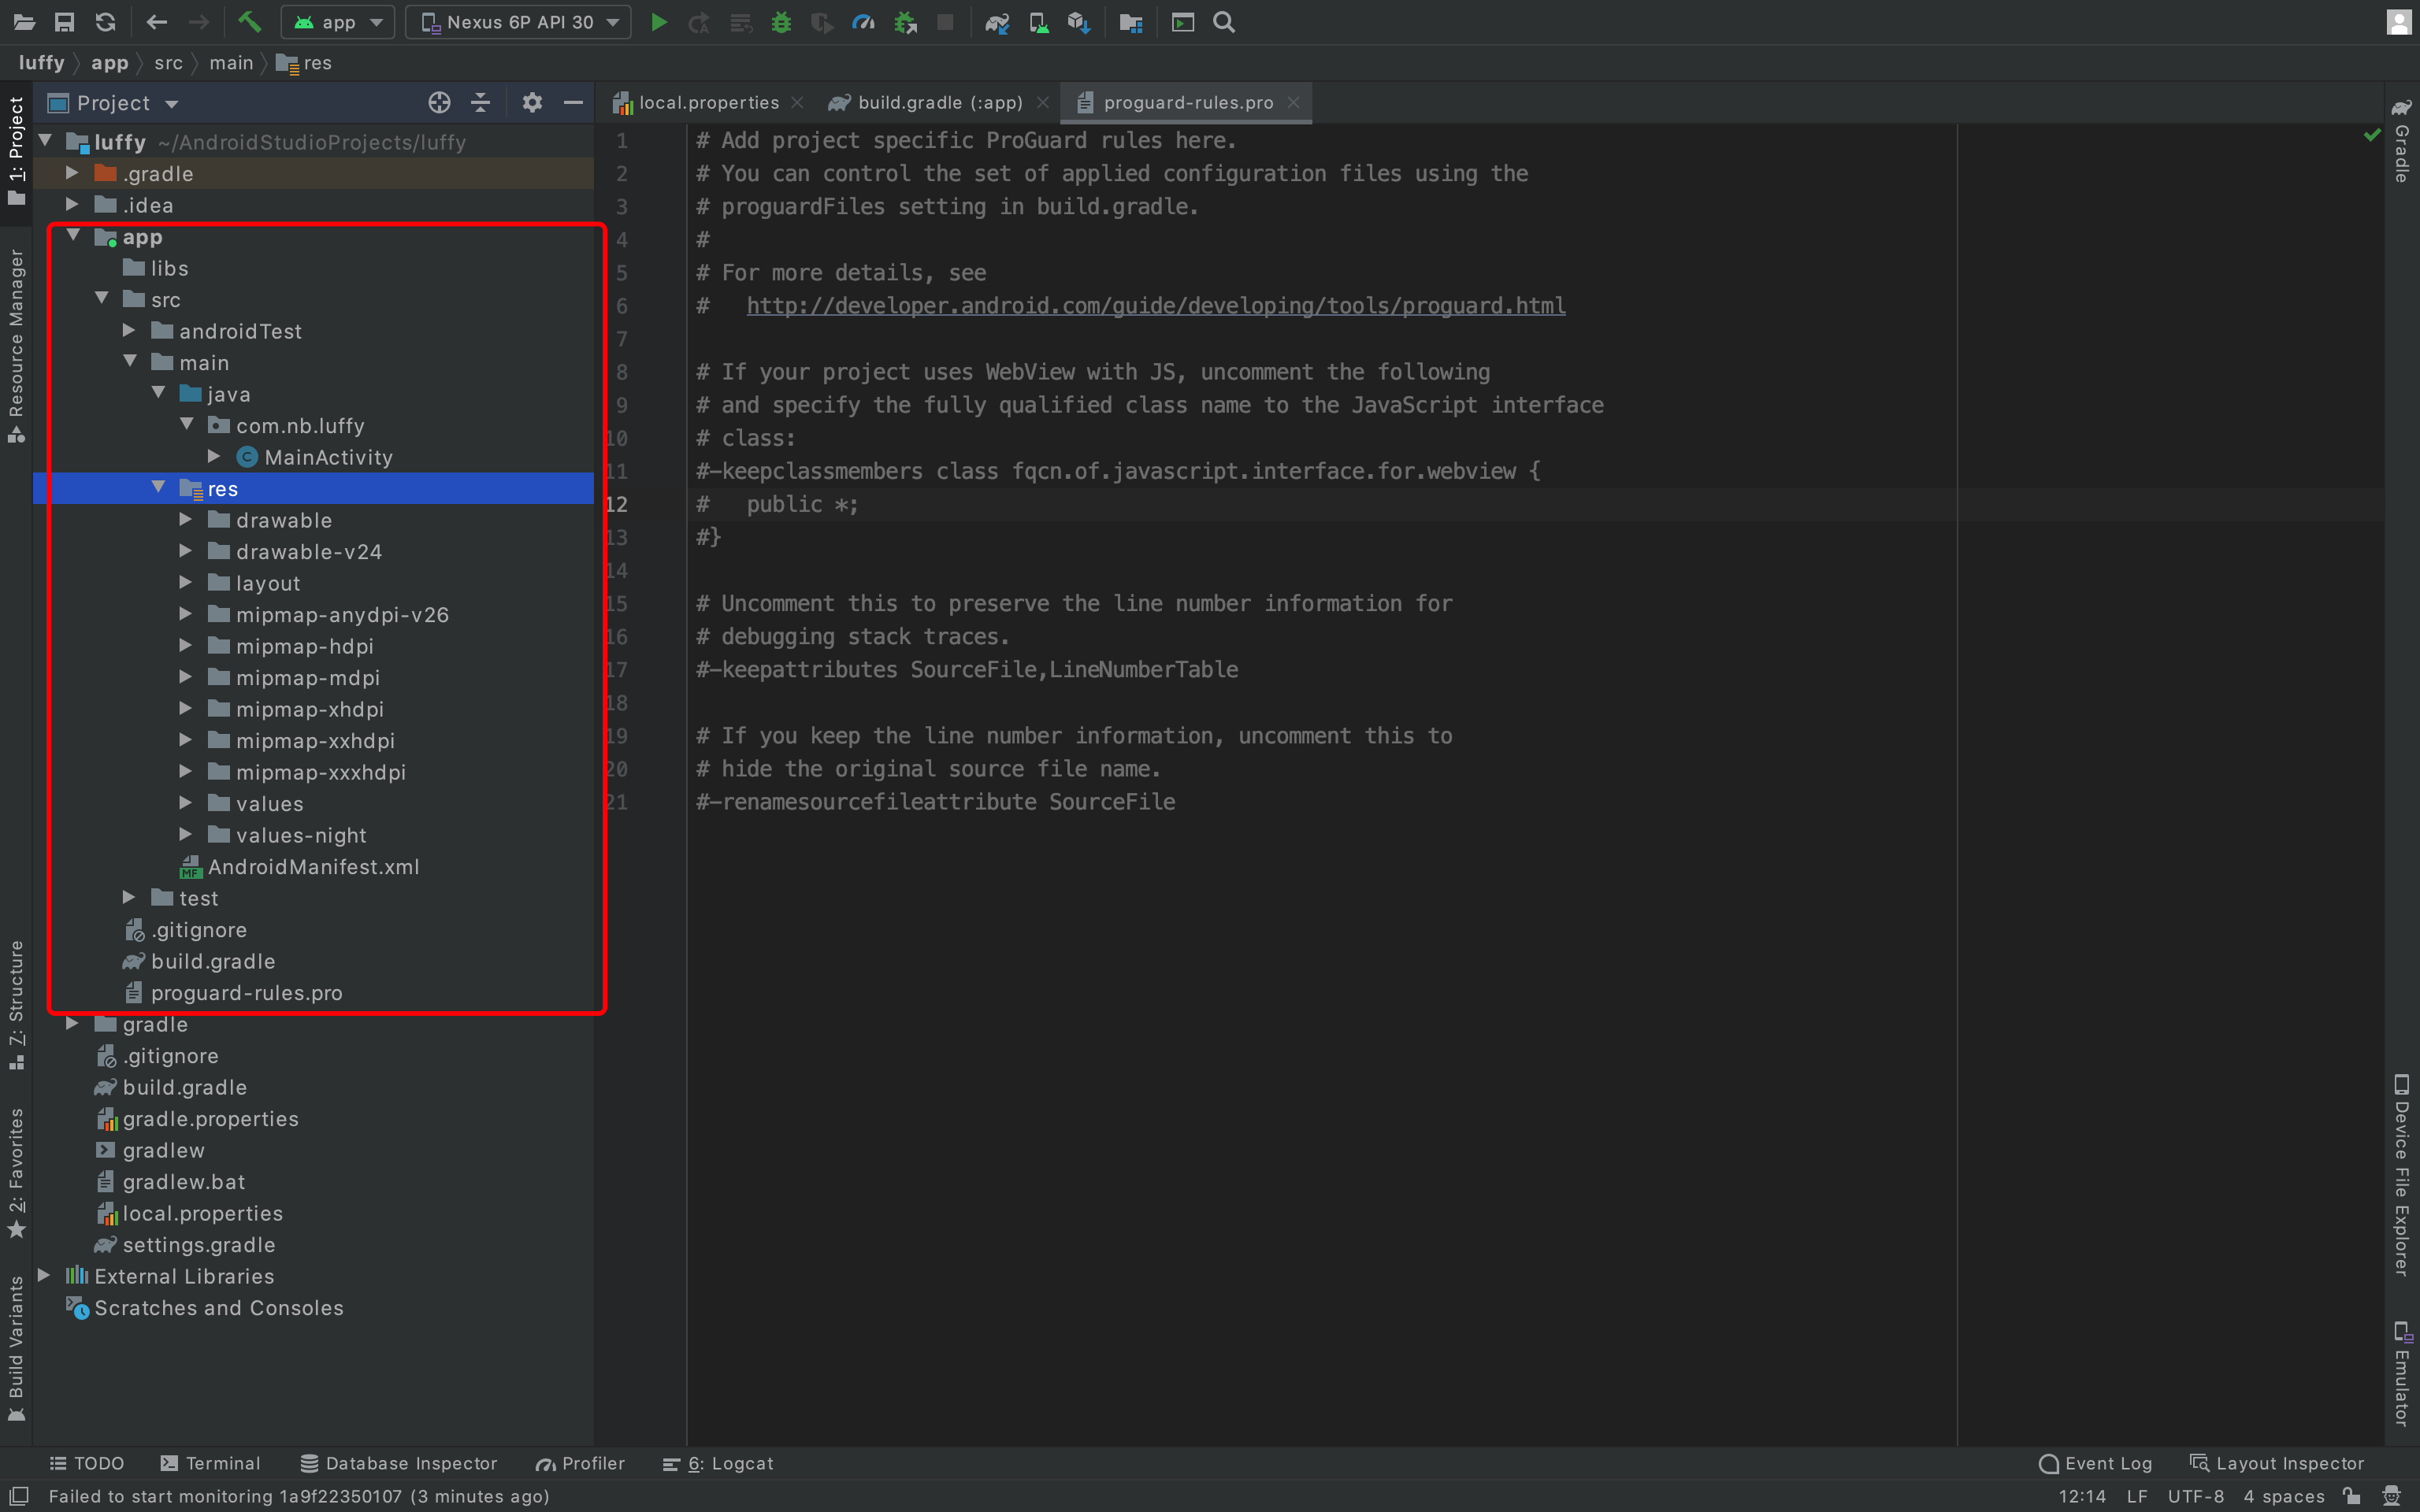 app
Nexus 6P API 30
luffy
app
src
main
res
Project
local.properties
build.gradle (:app)
proguard-rules.pro
1: Project
Resource Manager
7: Structure
2: Favorites
Build Variants
luffy ~/AndroidStudioProjects/luffy
.gradle
.idea
app
libs
src
androidTest
main
java
com.nb.luffy
C MainActivity
res
drawable
drawable-v24
layout
mipmap-anydpi-v26
mipmap-hdpi
mipmap-mdpi
mipmap-xhdpi
mipmap-xxhdpi
mipmap-xxxhdpi
values
values-night
MF AndroidManifest.xml
test
.gitignore
build.gradle
proguard-rules.pro
gradle
.gitignore
build.gradle
gradle.properties
gradlew
gradlew.bat
local.properties
settings.gradle
External Libraries
Scratches and Consoles
1 # Add project specific ProGuard rules here.
2 # You can control the set of applied configuration files using the
3 # proguardFiles setting in build.gradle.
4 #
5 # For more details, see
6 #   http://developer.android.com/guide/developing/tools/proguard.html
7
8 # If your project uses WebView with JS, uncomment the following
9 # and specify the fully qualified class name to the JavaScript interface
10 # class:
11 #-keepclassmembers class fqcn.of.javascript.interface.for.webview {
12 #   public *;
13 #}
14
15 # Uncomment this to preserve the line number information for
16 # debugging stack traces.
17 #-keepattributes SourceFile,LineNumberTable
18
19 # If you keep the line number information, uncomment this to
20 # hide the original source file name.
21 #-renamesourcefileattribute SourceFile
Gradle
Device File Explorer
Emulator
TODO
Terminal
Database Inspector
Profiler
6: Logcat
Event Log
Layout Inspector
Failed to start monitoring 1a9f22350107 (3 minutes ago)
12:14
LF
UTF-8
4 spaces